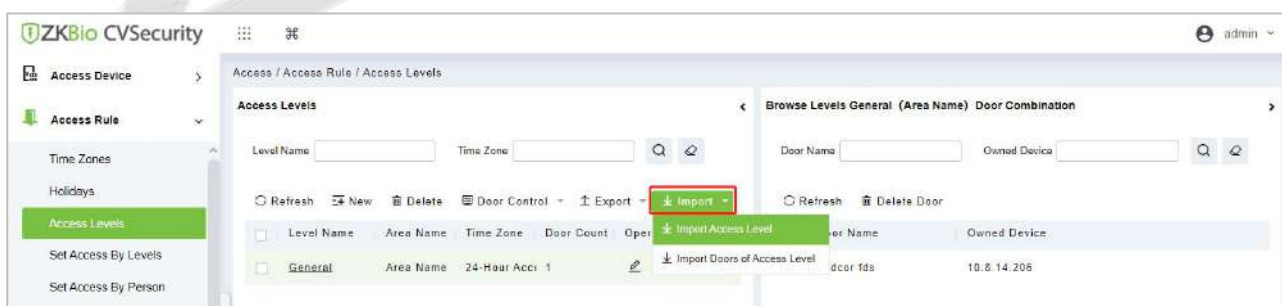 ZKBio CVSecurity
admin
Access Device
Access Rule
Time Zones
Holidays
Access Levels
Set Access By Levels
Set Access By Person
Access / Access Rule / Access Levels
Access Levels
Level Name Time Zone
Refresh New Delete Door Control Export Import
Import Access Level
Import Doors of Access Level
Level Name Area Name Time Zone Door Count Oper
General Area Name 24-Hour Acce 1
Browse Levels General (Area Name) Door Combination
Door Name Owned Device
Refresh Delete Door
or Name Owned Device
10.8.14.206